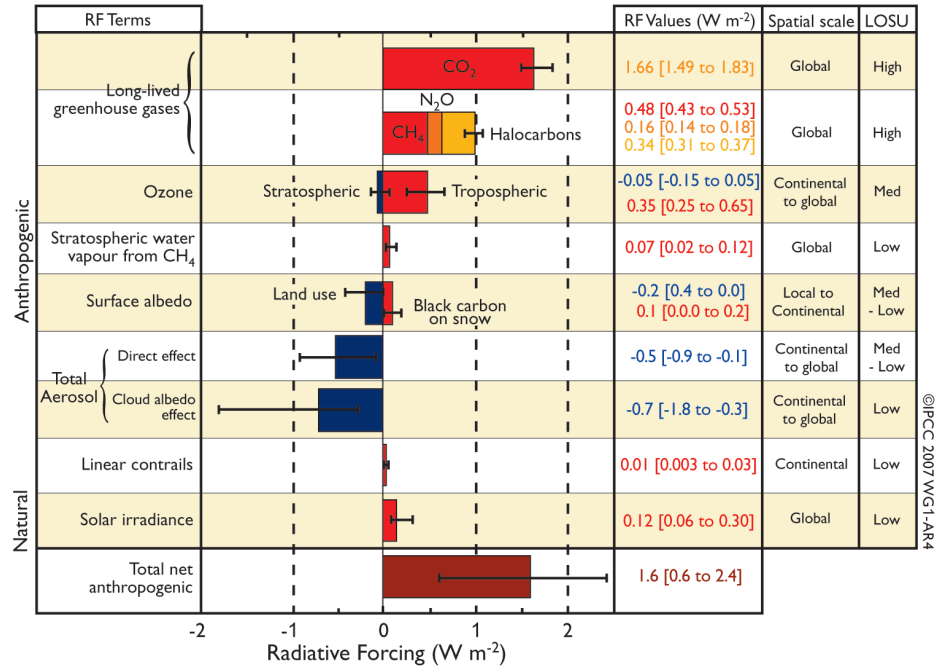 RF Terms
RF Values (W m-2)
Spatial scale
LOSU
Anthropogenic
Natural
Long-lived
greenhouse gases
CO2
1.66 [1.49 to 1.83]
Global
High
N2O
CH4
Halocarbons
0.48 [0.43 to 0.53]
0.16 [0.14 to 0.18]
0.34 [0.31 to 0.37]
Global
High
Ozone
Stratospheric
Tropospheric
-0.05 [-0.15 to 0.05]
0.35 [0.25 to 0.65]
Continental
to global
Med
Stratospheric water
vapour from CH4
0.07 [0.02 to 0.12]
Global
Low
Surface albedo
Land use
Black carbon
on snow
-0.2 [0.4 to 0.0]
0.1 [0.0.0 to 0.2]
Local to
Continental
Med
- Low
Total
Aerosol
Direct effect
-0.5 [-0.9 to -0.1]
Continental
to global
Med
- Low
Cloud albedo
effect
-0.7 [-1.8 to -0.3]
Continental
to global
Low
Linear contrails
0.01 [0.003 to 0.03]
Continental
Low
Solar irradiance
0.12 [0.06 to 0.30]
Global
Low
Total net
anthropogenic
1.6 [0.6 to 2.4]
-2 -1 0 1 2
Radiative Forcing (W m-2)
©IPCC 2007 WG1-AR4